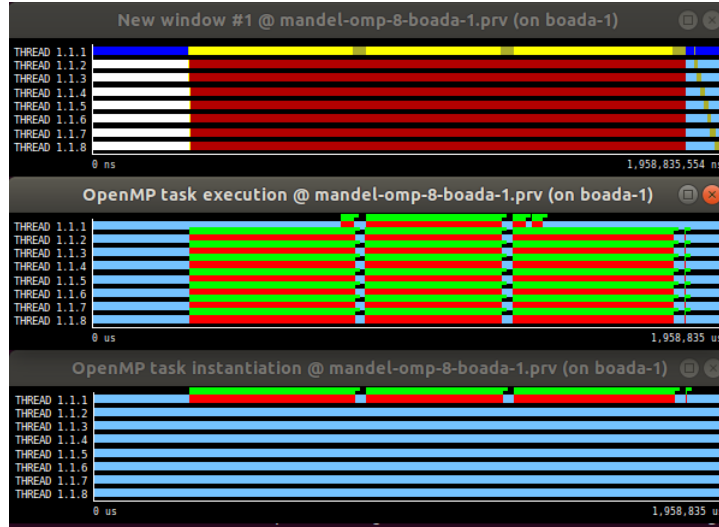 New window #1 @ mandel-omp-8-boada-1.prv (on boada-1)
THREAD 1.1.1
THREAD 1.1.2
THREAD 1.1.3
THREAD 1.1.4
THREAD 1.1.5
THREAD 1.1.6
THREAD 1.1.7
THREAD 1.1.8
0 ns 1,958,835,554 ns
OpenMP task execution @ mandel-omp-8-boada-1.prv (on boada-1)
THREAD 1.1.1
THREAD 1.1.2
THREAD 1.1.3
THREAD 1.1.4
THREAD 1.1.5
THREAD 1.1.6
THREAD 1.1.7
THREAD 1.1.8
0 us 1,958,835 us
OpenMP task instantiation @ mandel-omp-8-boada-1.prv (on boada-1)
THREAD 1.1.1
THREAD 1.1.2
THREAD 1.1.3
THREAD 1.1.4
THREAD 1.1.5
THREAD 1.1.6
THREAD 1.1.7
THREAD 1.1.8
0 us 1,958,835 us